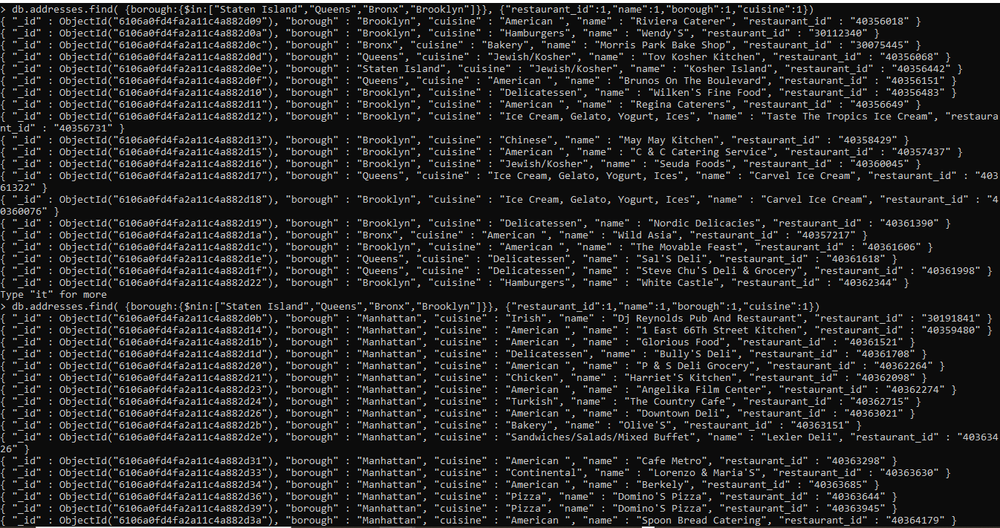 > db.addresses.find( {borough:{$in:["Staten Island","Queens","Bronx","Brooklyn"]}}, {"restaurant_id":1,"name":1,"borough":1,"cuisine":1})
{ "_id" : ObjectId("6106a0fd4fa2a11c4a882d09"), "borough" : "Brooklyn", "cuisine" : "American ", "name" : "Riviera Caterer", "restaurant_id" : "40356018" }
{ "_id" : ObjectId("6106a0fd4fa2a11c4a882d0a"), "borough" : "Brooklyn", "cuisine" : "Hamburgers", "name" : "Wendy'S", "restaurant_id" : "30112340" }
{ "_id" : ObjectId("6106a0fd4fa2a11c4a882d0c"), "borough" : "Bronx", "cuisine" : "Bakery", "name" : "Morris Park Bake Shop", "restaurant_id" : "30075445" }
{ "_id" : ObjectId("6106a0fd4fa2a11c4a882d0d"), "borough" : "Queens", "cuisine" : "Jewish/Kosher", "name" : "Tov Kosher Kitchen", "restaurant_id" : "40356068" }
{ "_id" : ObjectId("6106a0fd4fa2a11c4a882d0e"), "borough" : "Staten Island", "cuisine" : "Jewish/Kosher", "name" : "Kosher Island", "restaurant_id" : "40356442" }
{ "_id" : ObjectId("6106a0fd4fa2a11c4a882d0f"), "borough" : "Queens", "cuisine" : "American ", "name" : "Brunos On The Boulevard", "restaurant_id" : "40356151" }
{ "_id" : ObjectId("6106a0fd4fa2a11c4a882d10"), "borough" : "Brooklyn", "cuisine" : "Delicatessen", "name" : "Wilken'S Fine Food", "restaurant_id" : "40356483" }
{ "_id" : ObjectId("6106a0fd4fa2a11c4a882d11"), "borough" : "Brooklyn", "cuisine" : "American ", "name" : "Regina Caterers", "restaurant_id" : "40356649" }
{ "_id" : ObjectId("6106a0fd4fa2a11c4a882d12"), "borough" : "Brooklyn", "cuisine" : "Ice Cream, Gelato, Yogurt, Ices", "name" : "Taste The Tropics Ice Cream", "restaura
nt_id" : "40356731" }
{ "_id" : ObjectId("6106a0fd4fa2a11c4a882d13"), "borough" : "Brooklyn", "cuisine" : "Chinese", "name" : "May May Kitchen", "restaurant_id" : "40358429" }
{ "_id" : ObjectId("6106a0fd4fa2a11c4a882d15"), "borough" : "Brooklyn", "cuisine" : "American ", "name" : "C & C Catering Service", "restaurant_id" : "40357437" }
{ "_id" : ObjectId("6106a0fd4fa2a11c4a882d16"), "borough" : "Brooklyn", "cuisine" : "Jewish/Kosher", "name" : "Seuda Foods", "restaurant_id" : "40360045" }
{ "_id" : ObjectId("6106a0fd4fa2a11c4a882d17"), "borough" : "Queens", "cuisine" : "Ice Cream, Gelato, Yogurt, Ices", "name" : "Carvel Ice Cream", "restaurant_id" : "403
61322" }
{ "_id" : ObjectId("6106a0fd4fa2a11c4a882d18"), "borough" : "Brooklyn", "cuisine" : "Ice Cream, Gelato, Yogurt, Ices", "name" : "Carvel Ice Cream", "restaurant_id" : "4
0360076" }
{ "_id" : ObjectId("6106a0fd4fa2a11c4a882d19"), "borough" : "Brooklyn", "cuisine" : "Delicatessen", "name" : "Nordic Delicacies", "restaurant_id" : "40361390" }
{ "_id" : ObjectId("6106a0fd4fa2a11c4a882d1a"), "borough" : "Bronx", "cuisine" : "American ", "name" : "Wild Asia", "restaurant_id" : "40357217" }
{ "_id" : ObjectId("6106a0fd4fa2a11c4a882d1c"), "borough" : "Brooklyn", "cuisine" : "American ", "name" : "The Movable Feast", "restaurant_id" : "40361606" }
{ "_id" : ObjectId("6106a0fd4fa2a11c4a882d1e"), "borough" : "Queens", "cuisine" : "Delicatessen", "name" : "Sal'S Deli", "restaurant_id" : "40361618" }
{ "_id" : ObjectId("6106a0fd4fa2a11c4a882d1f"), "borough" : "Queens", "cuisine" : "Delicatessen", "name" : "Steve Chu'S Deli & Grocery", "restaurant_id" : "40361998" }
{ "_id" : ObjectId("6106a0fd4fa2a11c4a882d22"), "borough" : "Brooklyn", "cuisine" : "Hamburgers", "name" : "White Castle", "restaurant_id" : "40362344" }
Type "it" for more
> db.addresses.find( {borough:{$nin:["Staten Island","Queens","Bronx","Brooklyn"]}}, {"restaurant_id":1,"name":1,"borough":1,"cuisine":1})
{ "_id" : ObjectId("6106a0fd4fa2a11c4a882d0b"), "borough" : "Manhattan", "cuisine" : "Irish", "name" : "Dj Reynolds Pub And Restaurant", "restaurant_id" : "30191841" }
{ "_id" : ObjectId("6106a0fd4fa2a11c4a882d14"), "borough" : "Manhattan", "cuisine" : "American ", "name" : "1 East 66Th Street Kitchen", "restaurant_id" : "40359480" }
{ "_id" : ObjectId("6106a0fd4fa2a11c4a882d1b"), "borough" : "Manhattan", "cuisine" : "American ", "name" : "Glorious Food", "restaurant_id" : "40361521" }
{ "_id" : ObjectId("6106a0fd4fa2a11c4a882d1d"), "borough" : "Manhattan", "cuisine" : "Delicatessen", "name" : "Bully'S Deli", "restaurant_id" : "40361708" }
{ "_id" : ObjectId("6106a0fd4fa2a11c4a882d20"), "borough" : "Manhattan", "cuisine" : "American ", "name" : "P & S Deli Grocery", "restaurant_id" : "40362264" }
{ "_id" : ObjectId("6106a0fd4fa2a11c4a882d21"), "borough" : "Manhattan", "cuisine" : "Chicken", "name" : "Harriet'S Kitchen", "restaurant_id" : "40362098" }
{ "_id" : ObjectId("6106a0fd4fa2a11c4a882d23"), "borough" : "Manhattan", "cuisine" : "American ", "name" : "Angelika Film Center", "restaurant_id" : "40362274" }
{ "_id" : ObjectId("6106a0fd4fa2a11c4a882d24"), "borough" : "Manhattan", "cuisine" : "Turkish", "name" : "The Country Cafe", "restaurant_id" : "40362715" }
{ "_id" : ObjectId("6106a0fd4fa2a11c4a882d26"), "borough" : "Manhattan", "cuisine" : "American ", "name" : "Downtown Deli", "restaurant_id" : "40363021" }
{ "_id" : ObjectId("6106a0fd4fa2a11c4a882d2b"), "borough" : "Manhattan", "cuisine" : "Bakery", "name" : "Olive'S", "restaurant_id" : "40363151" }
{ "_id" : ObjectId("6106a0fd4fa2a11c4a882d2e"), "borough" : "Manhattan", "cuisine" : "Sandwiches/Salads/Mixed Buffet", "name" : "Lexler Deli", "restaurant_id" : "403634
26" }
{ "_id" : ObjectId("6106a0fd4fa2a11c4a882d31"), "borough" : "Manhattan", "cuisine" : "American ", "name" : "Cafe Metro", "restaurant_id" : "40363298" }
{ "_id" : ObjectId("6106a0fd4fa2a11c4a882d33"), "borough" : "Manhattan", "cuisine" : "Continental", "name" : "Lorenzo & Maria'S", "restaurant_id" : "40363630" }
{ "_id" : ObjectId("6106a0fd4fa2a11c4a882d34"), "borough" : "Manhattan", "cuisine" : "American ", "name" : "Berkely", "restaurant_id" : "40363685" }
{ "_id" : ObjectId("6106a0fd4fa2a11c4a882d36"), "borough" : "Manhattan", "cuisine" : "Pizza", "name" : "Domino'S Pizza", "restaurant_id" : "40363644" }
{ "_id" : ObjectId("6106a0fd4fa2a11c4a882d39"), "borough" : "Manhattan", "cuisine" : "Pizza", "name" : "Domino'S Pizza", "restaurant_id" : "40363945" }
{ "_id" : ObjectId("6106a0fd4fa2a11c4a882d3a"), "borough" : "Manhattan", "cuisine" : "American ", "name" : "Spoon Bread Catering", "restaurant_id" : "40364179" }